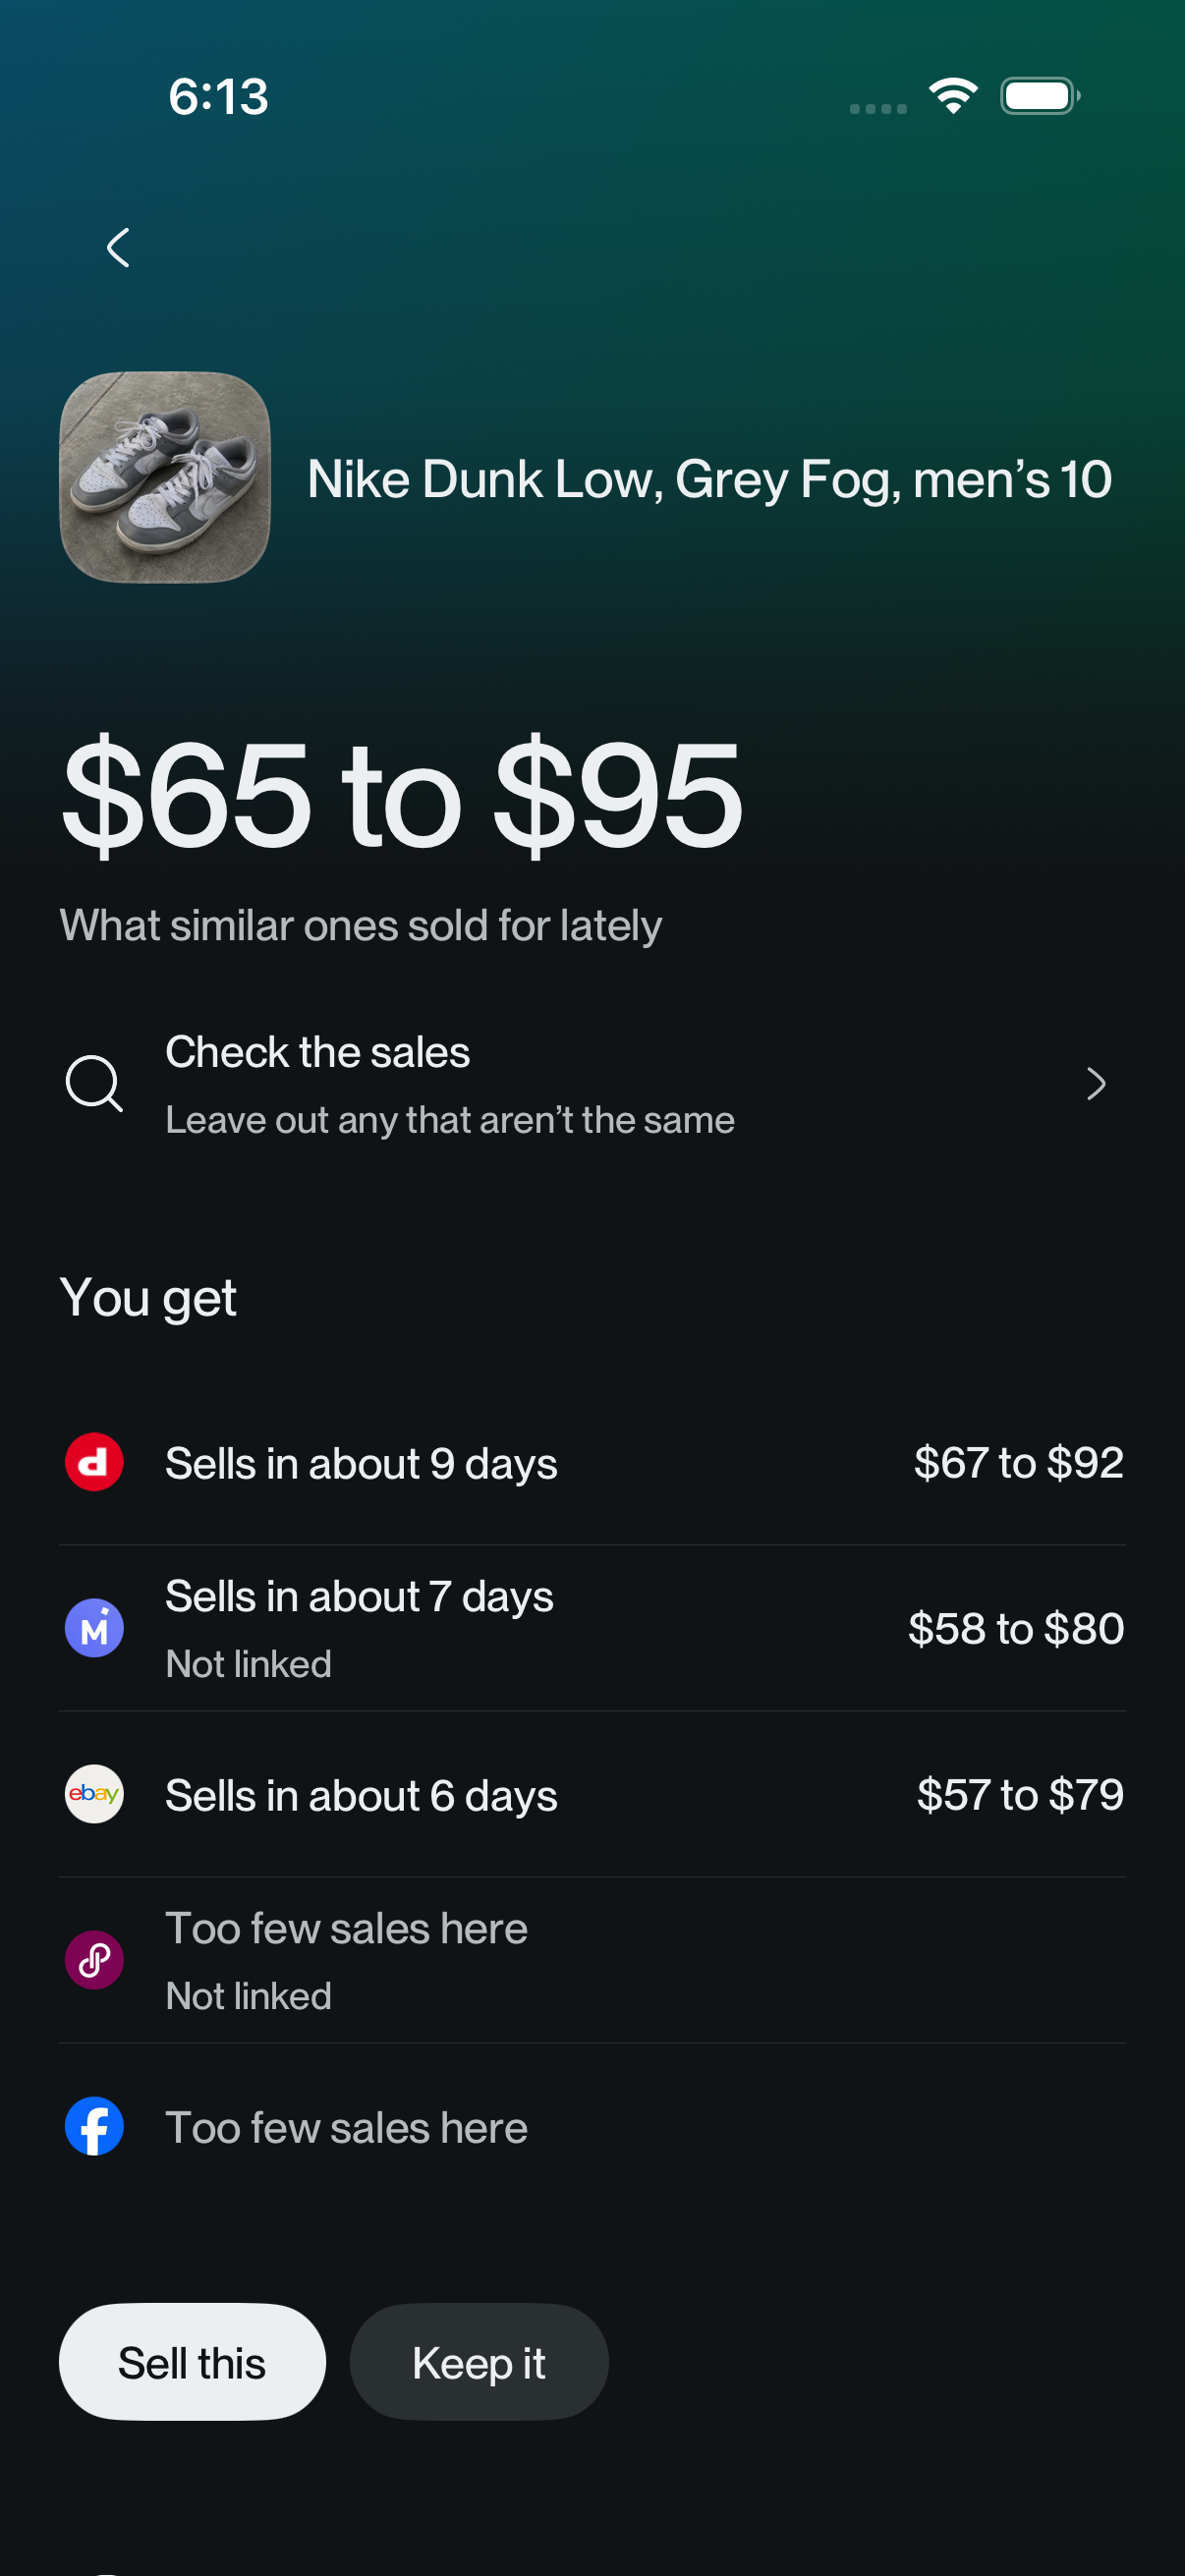 6:13
Nike Dunk Low, Grey Fog, men’s 10
$65 to $95
What similar ones sold for lately
Check the sales
Leave out any that aren’t the same
You get
d
Sells in about 9 days
$67 to $92
M
Sells in about 7 days
Not linked
$58 to $80
ebay
Sells in about 6 days
$57 to $79
Too few sales here
Not linked
f
Too few sales here
Sell this
Keep it